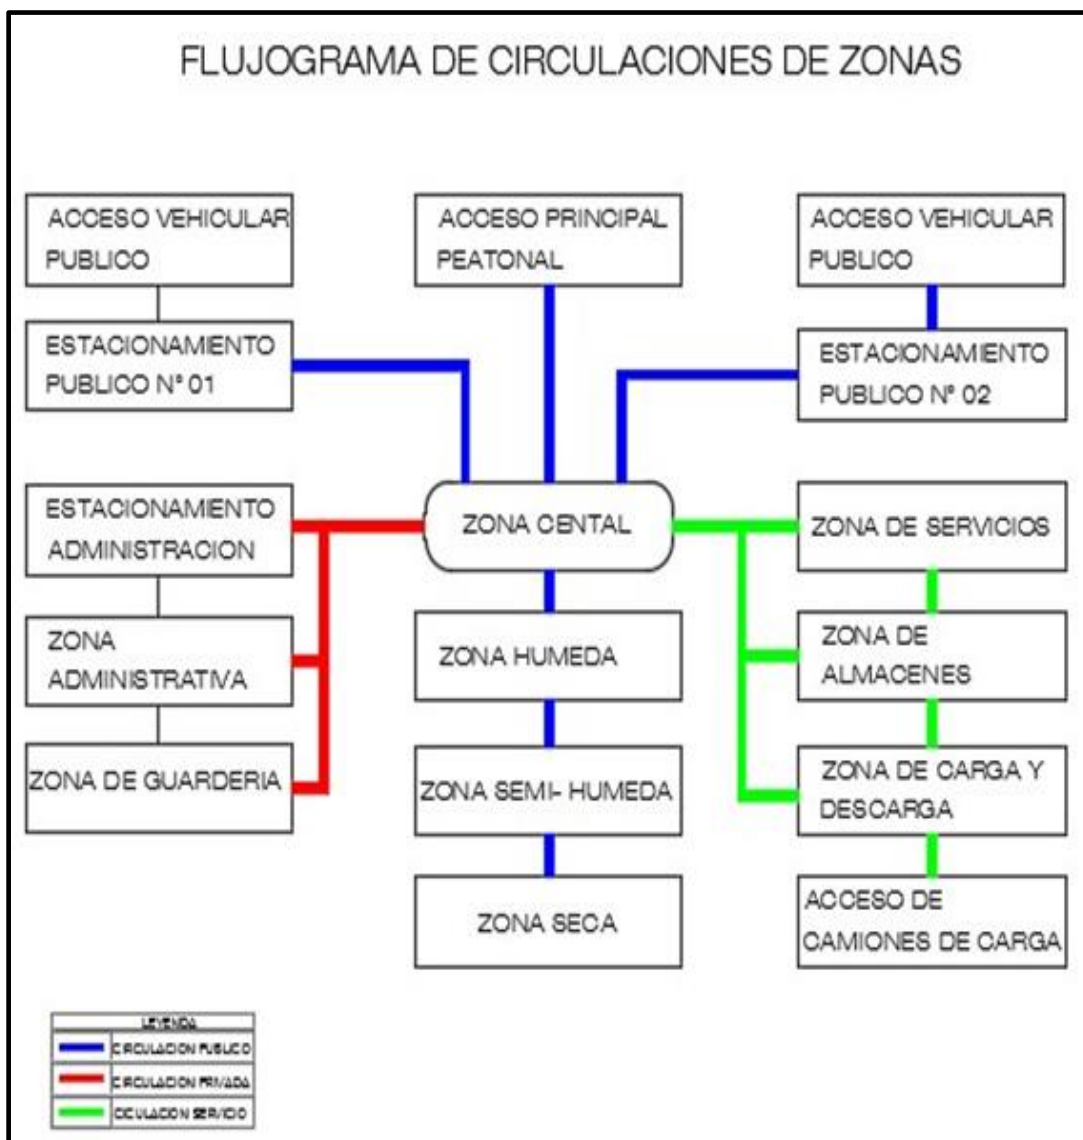 FLUJOGRAMA DE CIRCULACIONES DE ZONAS
ACCESO VEHICULAR
PUBLICO
ACCESO PRINCIPAL
PEATONAL
ACCESO VEHICULAR
PUBLICO
ESTACIONAMIENTO
PUBLICO Nº 01
ESTACIONAMIENTO
PUBLICO Nº 02
ESTACIONAMIENTO
ADMINISTRACION
ZONA CENTAL
ZONA DE SERVICIOS
ZONA
ADMINISTRATIVA
ZONA HUMEDA
ZONA DE
ALMACENES
ZONA DE GUARDERIA
ZONA SEMI- HUMEDA
ZONA DE CARGA Y
DESCARGA
ZONA SECA
ACCESO DE
CAMIONES DE CARGA
LEYENDA
CIRCULACION PUBLICO
CIRCULACION PRIVADA
CICULACION SERVICIO